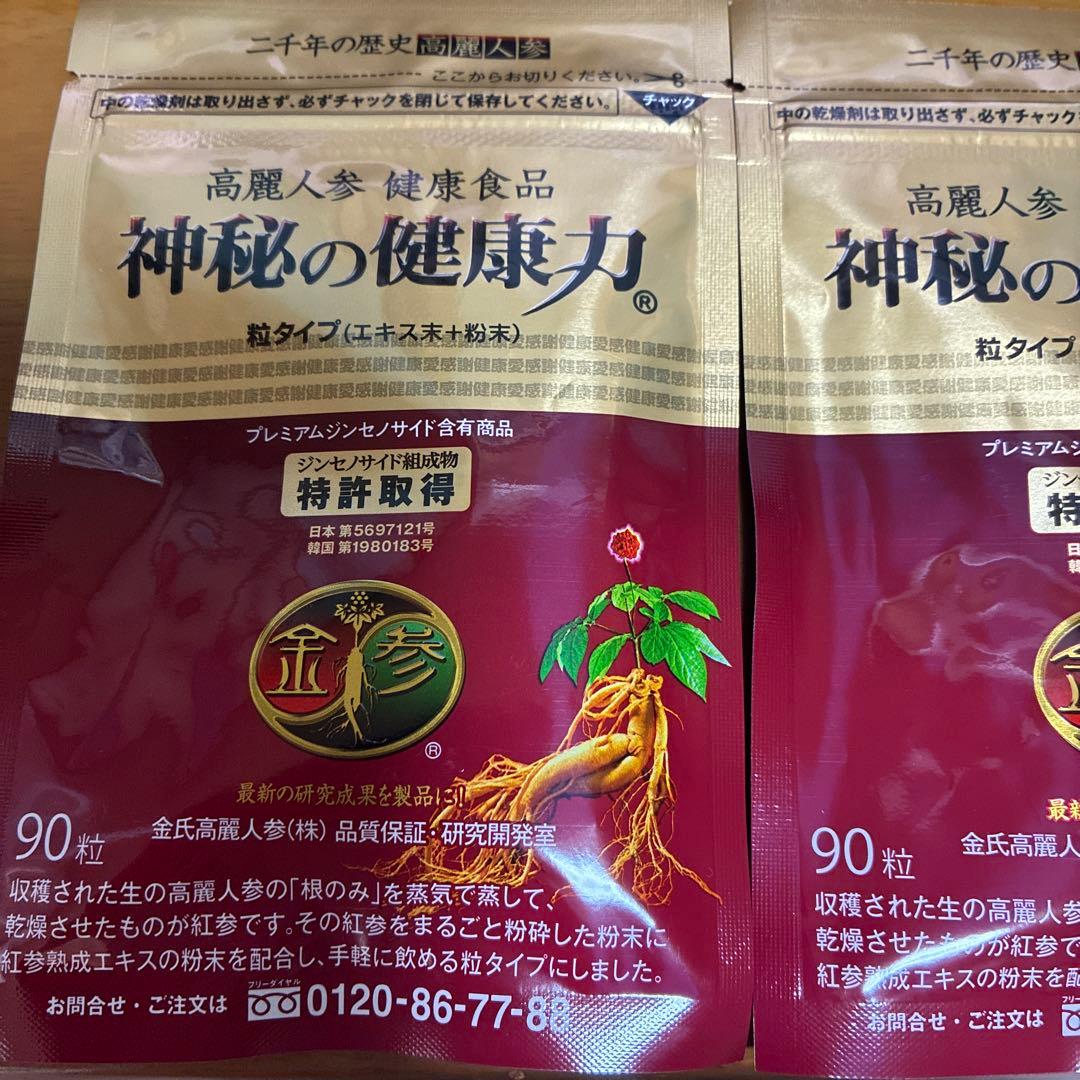 二千年の歴史 高麗人参
ここからお切りください。
中の乾燥剤は取り出さず、必ずチャックを閉じて保存してください。
チャック
高麗人参 健康食品
神秘の健康力®
粒タイプ(エキス末+粉末)
感謝健康愛感謝健康愛感謝健康愛感謝健康愛感謝健康愛感謝健康愛
プレミアムジンセノサイド含有商品
ジンセノサイド組成物
特許取得
日本 第5697121号
韓国 第1980183号
金 参
®
最新の研究成果を製品に!
金氏高麗人参(株) 品質保証・研究開発室
90粒
収穫された生の高麗人参の「根のみ」を蒸気で蒸して、
乾燥させたものが紅参です。その紅参をまるごと粉砕した粉末に
紅参熟成エキスの粉末を配合し、手軽に飲める粒タイプにしました。
フリーダイヤル
お問合せ・ご注文は 0120-86-77-88
二千年の歴史
中の乾燥剤は取り出さず、必ずチャック
高麗人参
神秘の
粒タイプ
プレミアムジ
ジン
特
日
韓
金
最新
金氏高麗人
90粒
収穫された生の高麗人参
乾燥させたものが紅参で
紅参熟成エキスの粉末を配
フリー
お問合せ・ご注文は